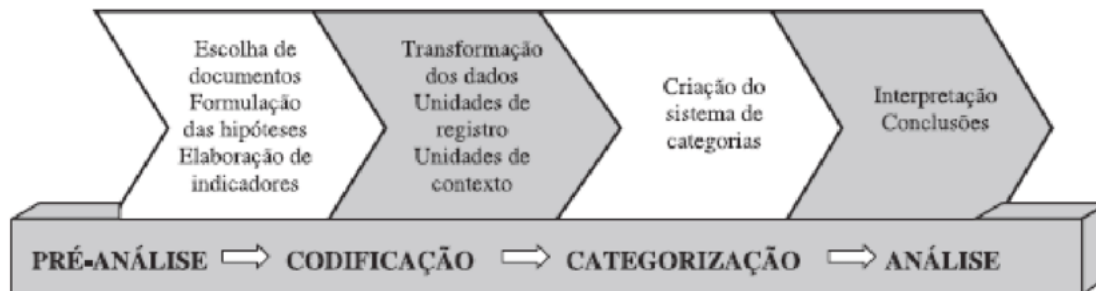 Escolha de
documentos
Formulação
das hipóteses
Elaboração de
indicadores
Transformação
dos dados
Unidades de
registro
Unidades de
contexto
Criação do
sistema de
categorias
Interpretação
Conclusões
PRÉ-ANÁLISE CODIFICAÇÃO CATEGORIZAÇÃO ANÁLISE